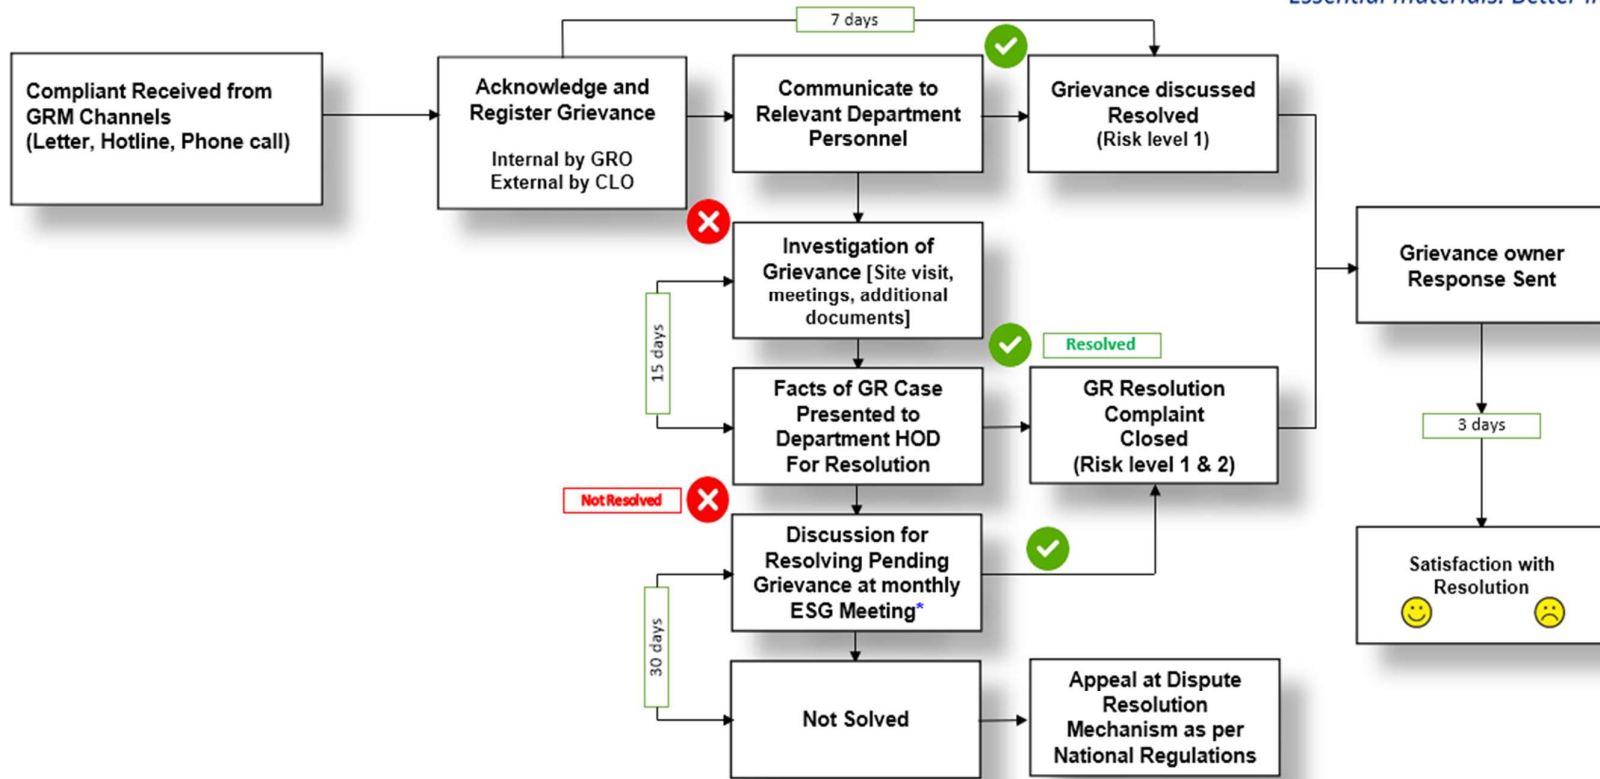 Essential materials. Better
7 days
Compliant Received from
GRM Channels
(Letter, Hotline, Phone call)
Acknowledge and
Register Grievance
Internal by GRO
External by CLO
Communicate to
Relevant Department
Personnel
Grievance discussed
Resolved
(Risk level 1)
Investigation of
Grievance [Site visit,
meetings, additional
documents]
Grievance owner
Response Sent
15 days
Resolved
Facts of GR Case
Presented to
Department HOD
For Resolution
GR Resolution
Complaint
Closed
(Risk level 1 & 2)
3 days
Not Resolved
Discussion for
Resolving Pending
Grievance at monthly
ESG Meeting*
Satisfaction with
Resolution
30 days
Not Solved
Appeal at Dispute
Resolution
Mechanism as per
National Regulations